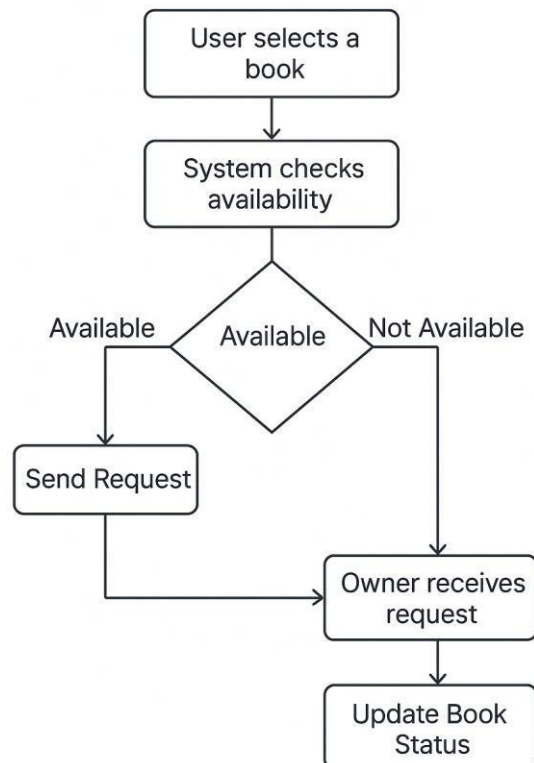 User selects a
book
System checks
availability
Available
Available
Not Available
Send Request
Owner receives
request
Update Book
Status